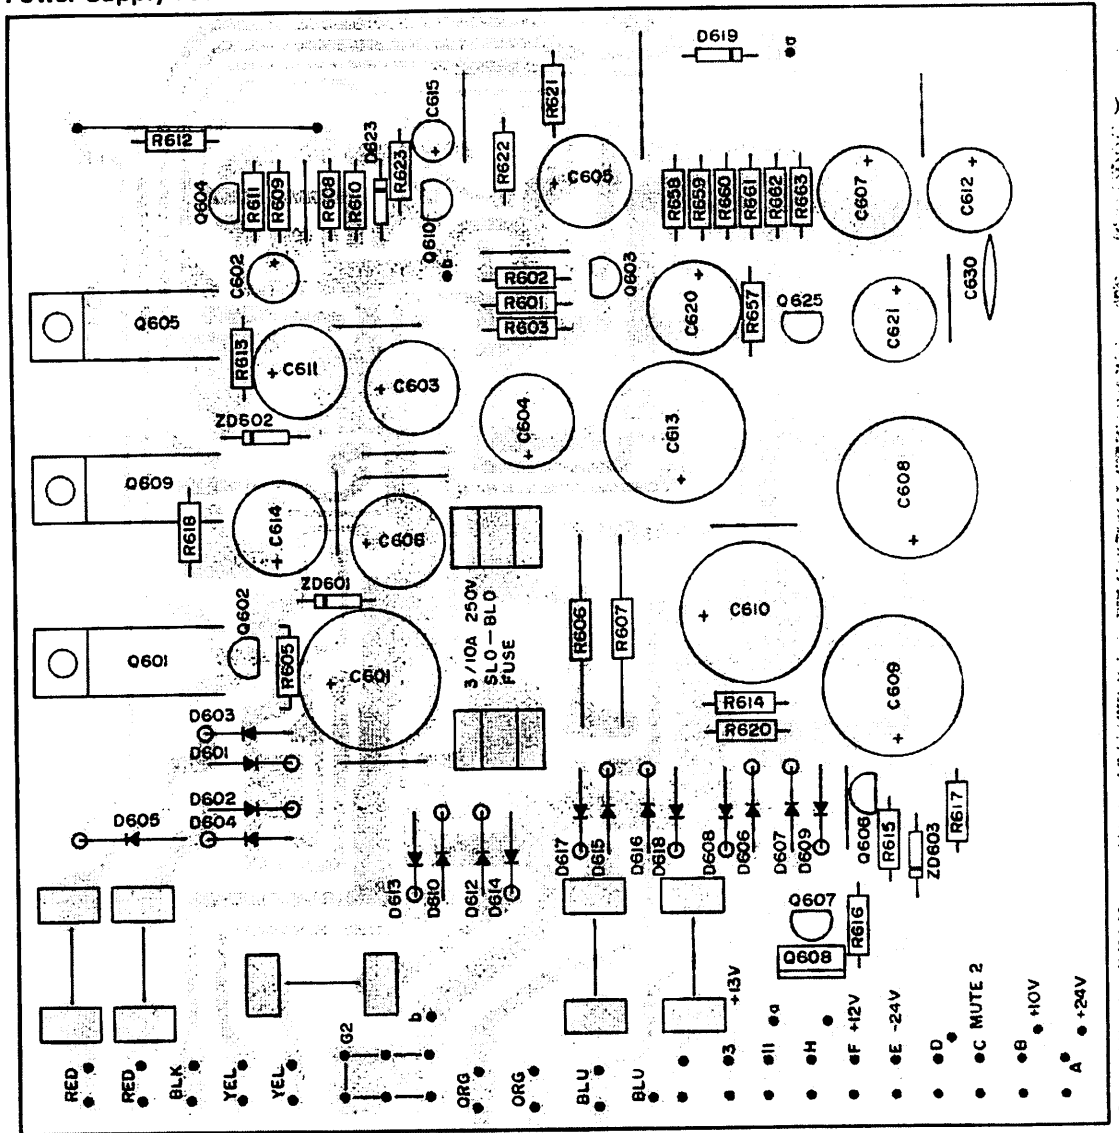 Power Supply
D619
a
C615
R621
R612
D623
R623
R622
C605
Q604
R611
R609
R608
R610
Q610
R658
R659
R660
R661
R662
R663
C607
C612
C602
b
R602
R601
R603
Q603
C620
R657
Q625
C621
C630
Q605
R613
C611
C603
ZD602
C604
C613
C608
Q609
R618
C614
C606
ZD601
3/10A 250V
SLO-BLO
FUSE
R606
R607
C610
C609
Q602
Q601
R605
C601
R614
R620
D603
D601
D602
D604
D605
D613
D610
D612
D614
D617
D615
D616
D618
D608
D606
D607
D609
Q606
R615
ZD603
R617
Q607
R616
Q608
+13V
b
G2
a
RED
RED
BLK
YEL
YEL
ORG
ORG
BLU
BLU
3
11
H
F +12V
E -24V
D
C MUTE 2
B +10V
A +24V